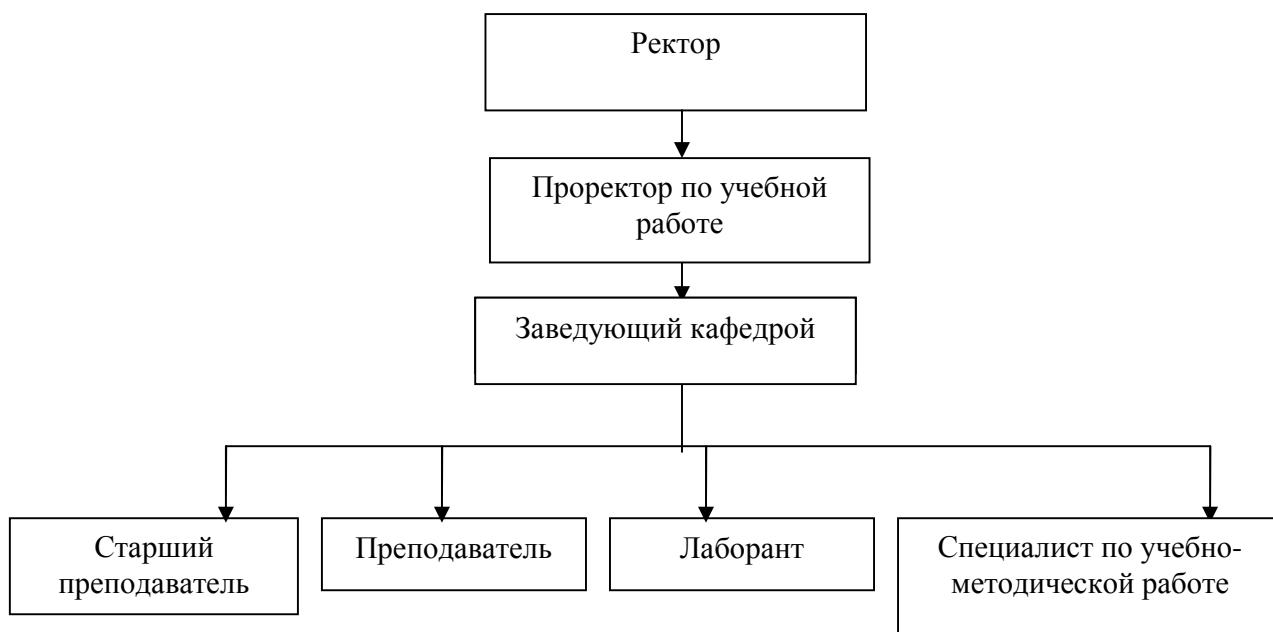 Ректор
Проректор по учебной
работе
Заведующий кафедрой
Старший
преподаватель
Преподаватель
Лаборант
Специалист по учебно-
методической работе